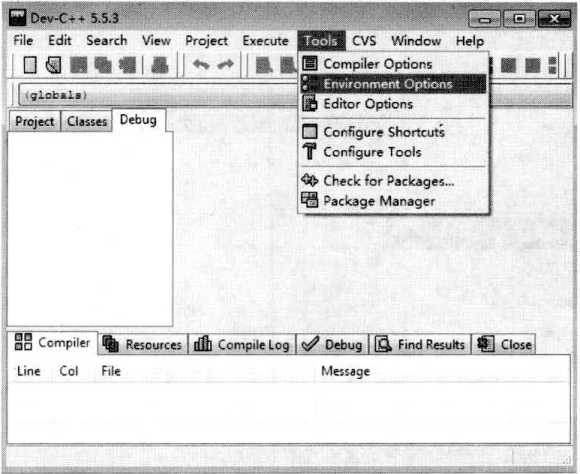 Dev-C++ 5.5.3
File Edit Search View Project Execute Tools CVS Window Help
Compiler Options
(globals)
Environment Options
Project Classes Debug
Editor Options
Configure Shortcuts
Configure Tools
Check for Packages...
Package Manager
Compiler Resources Compile Log Debug Find Results Close
Line Col File Message